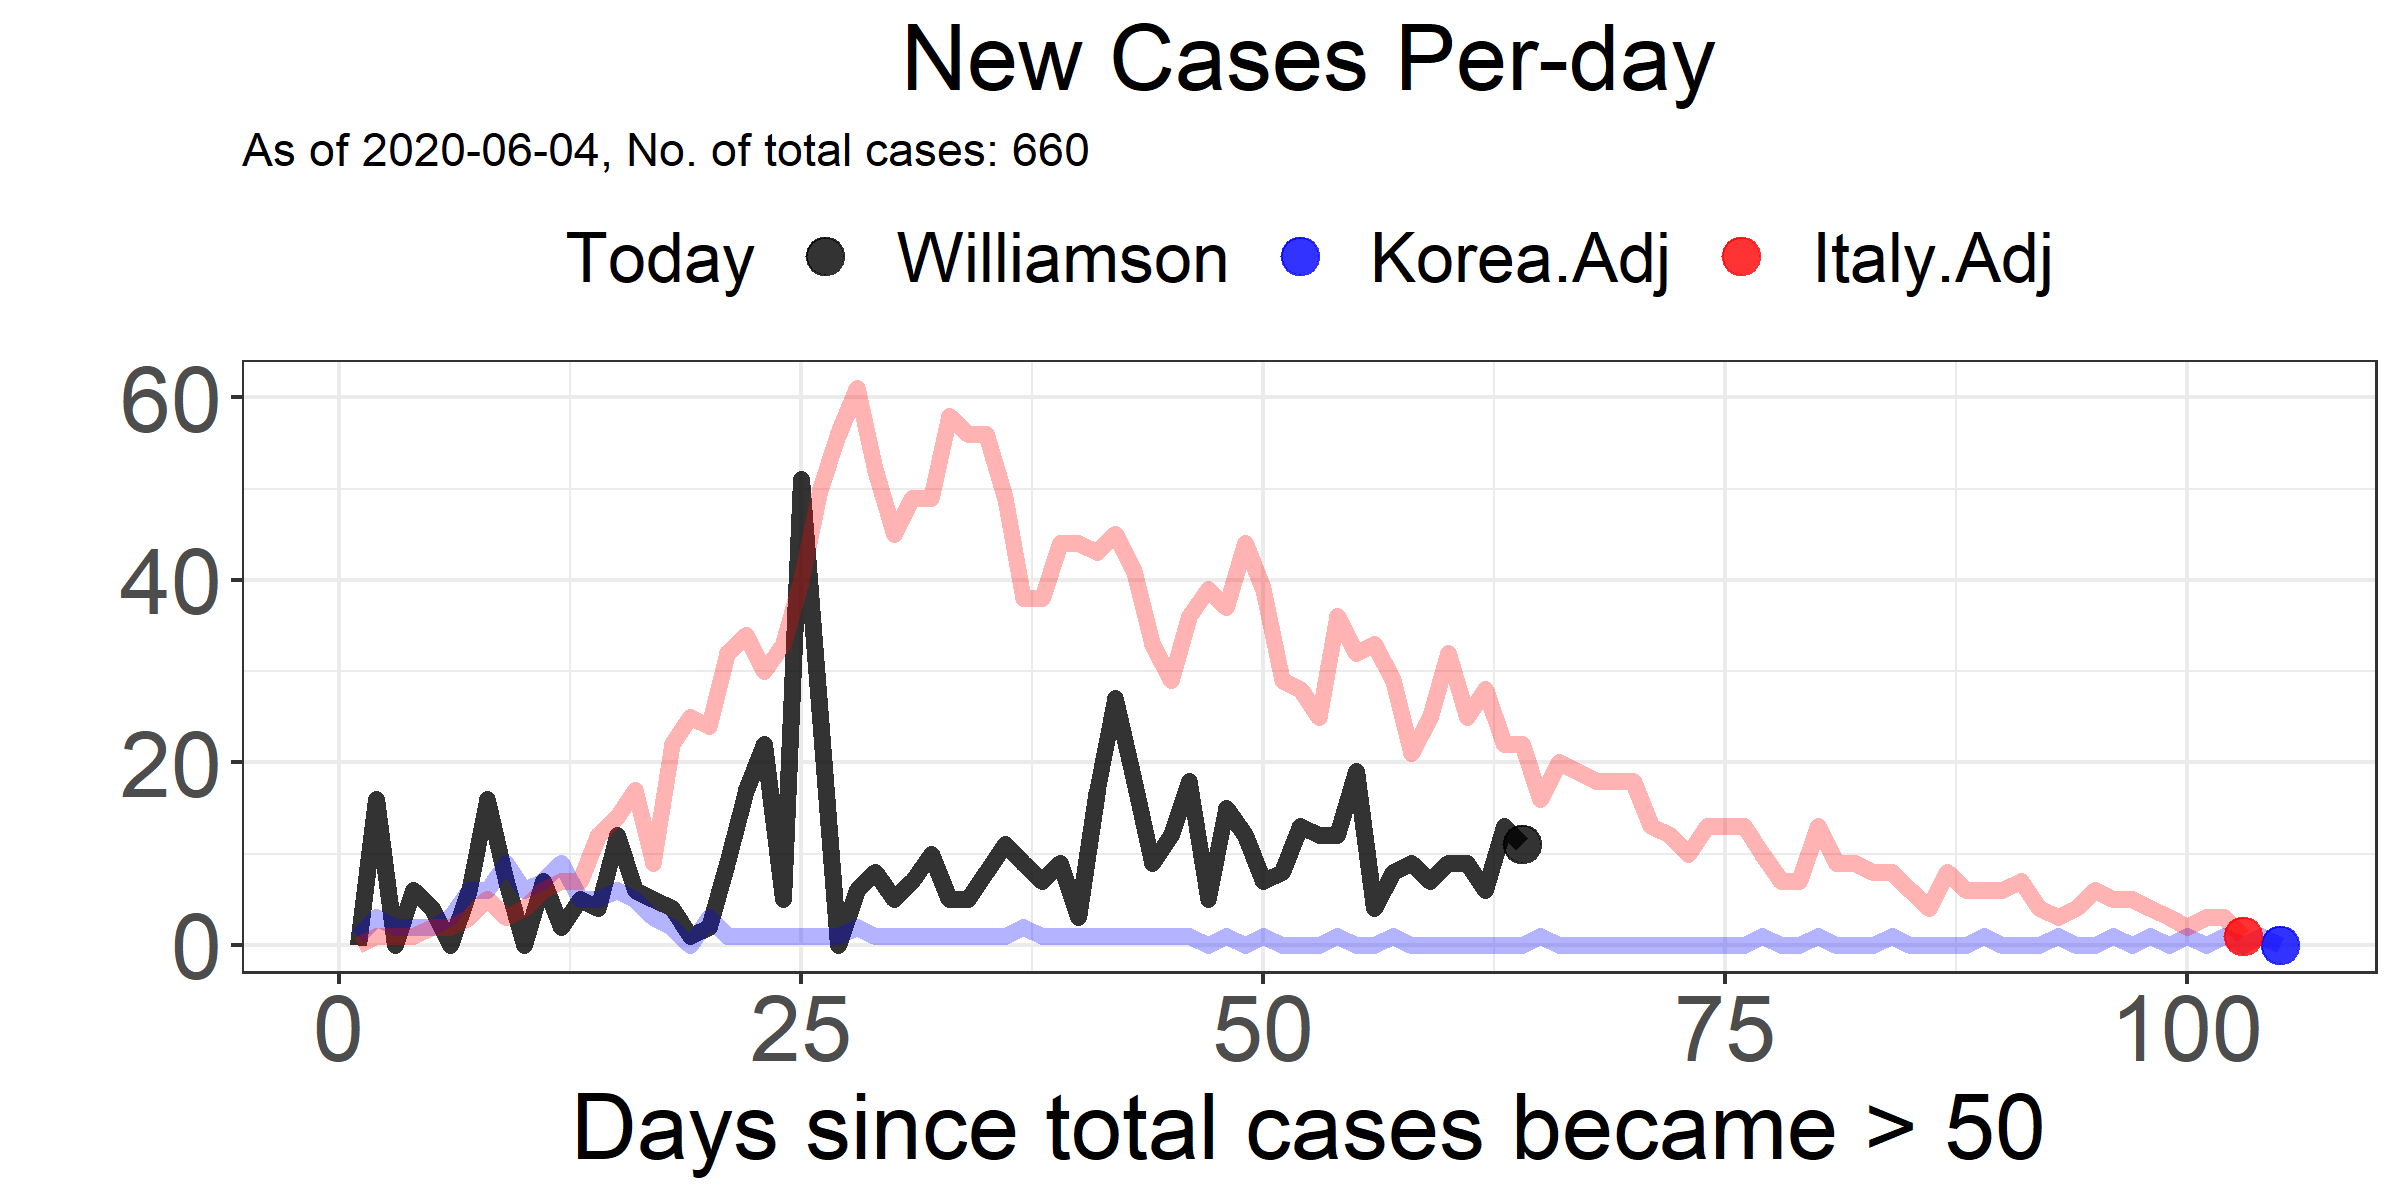 New Cases Per-day
As of 2020-06-04, No. of total cases: 660
Today Williamson Korea.Adj Italy.Adj
60
40
20
0
0 25 50 75 100
Days since total cases became > 50